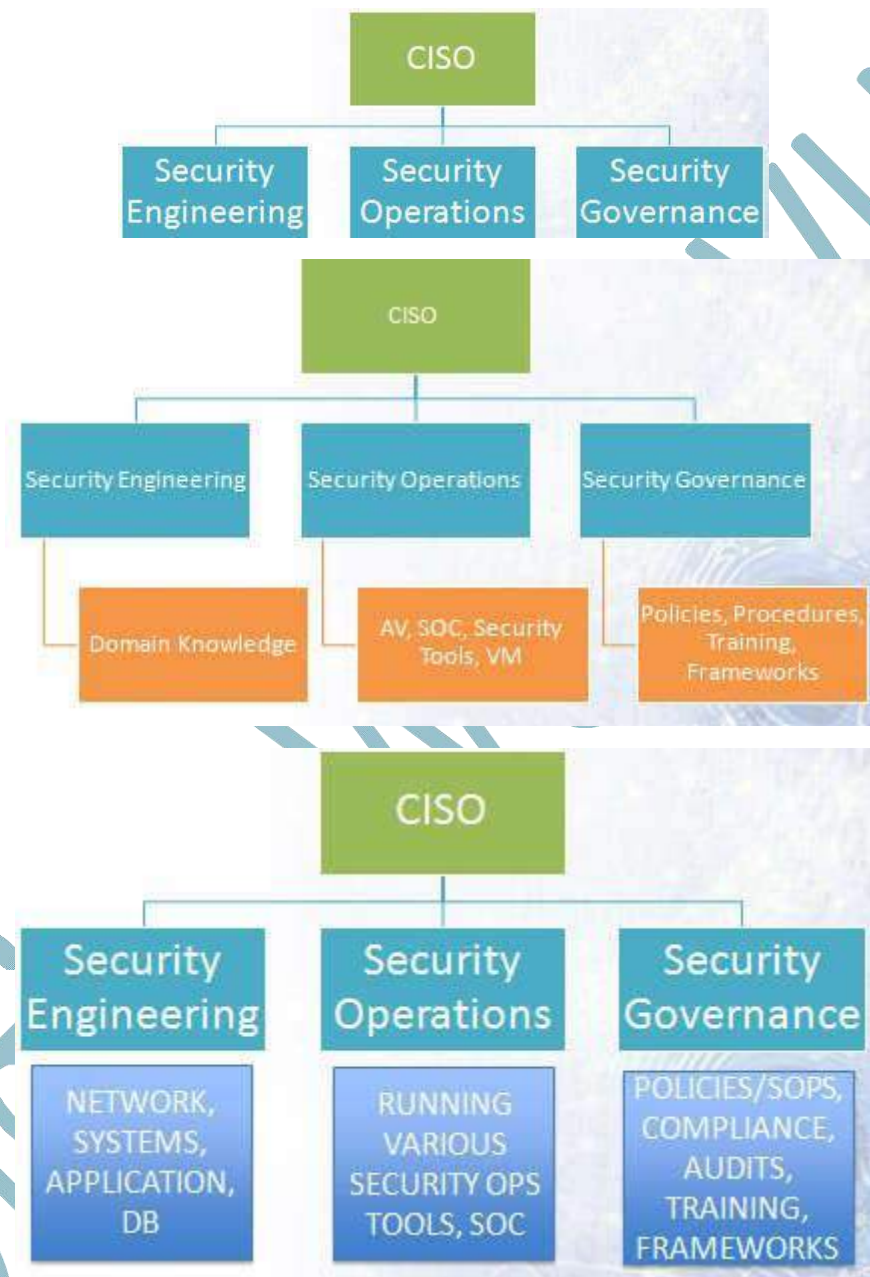 CISO
Security
Engineering
Security
Operations
Security
Governance
CISO
Security Engineering
Security Operations
Security Governance
Domain Knowledge
AV, SOC, Security
Tools, VM
Policies, Procedures,
Training,
Frameworks
CISO
Security
Engineering
Security
Operations
Security
Governance
NETWORK,
SYSTEMS,
APPLICATION,
DB
RUNNING
VARIOUS
SECURITY OPS
TOOLS, SOC
POLICIES/SOPS,
COMPLIANCE,
AUDITS,
TRAINING,
FRAMEWORKS